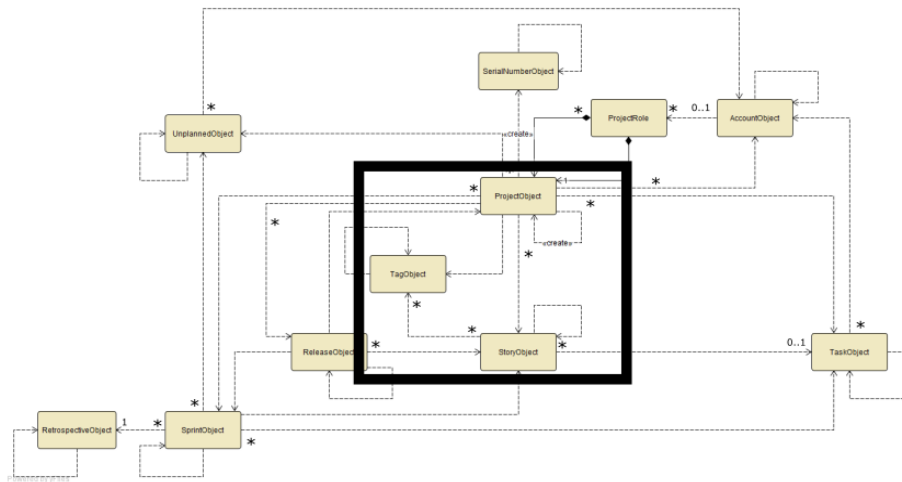 SerialNumberObject
*
*
0..1
ProjectRole
AccountObject
*
UnplannedObject
«create»
*
1
*
ProjectObject
*
*
«create»
*
TagObject
*
*
*
ReleaseObject
*
StoryObject
*
0..1
TaskObject
RetrospectiveObject
1
*
SprintObject
*